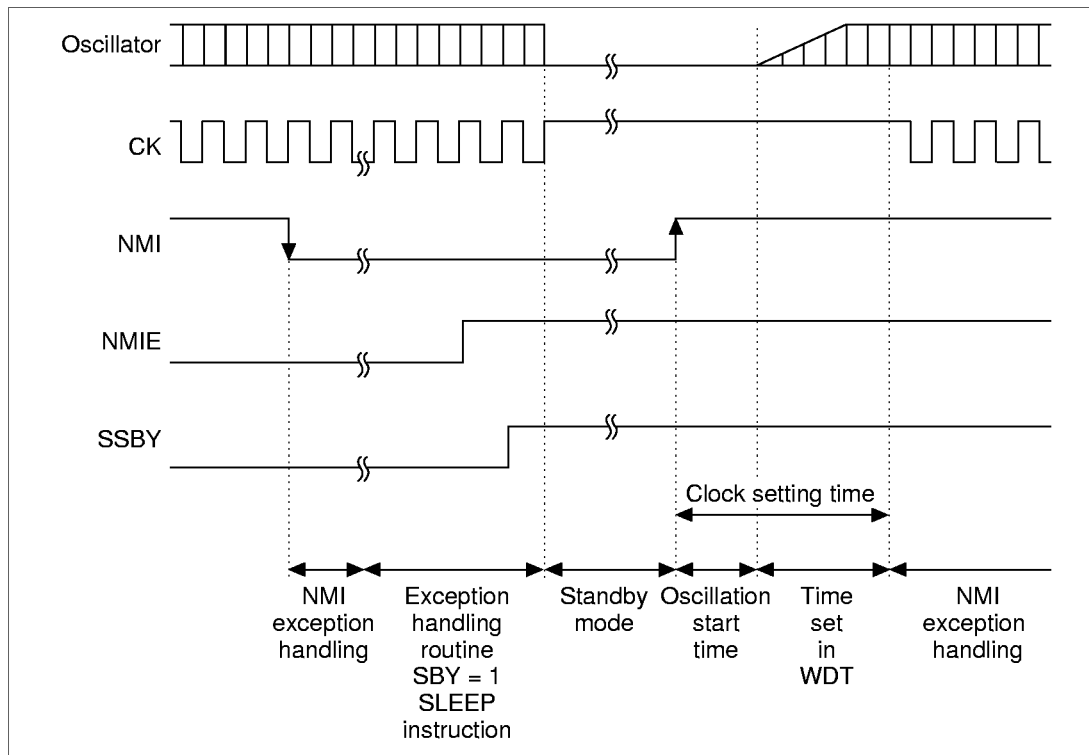 Oscillator
CK
NMI
NMIE
SSBY
Clock setting time
NMI
exception
handling
Exception
handling
routine
SBY = 1
SLEEP
instruction
Standby
mode
Oscillation
start
time
Time
set
in
WDT
NMI
exception
handling